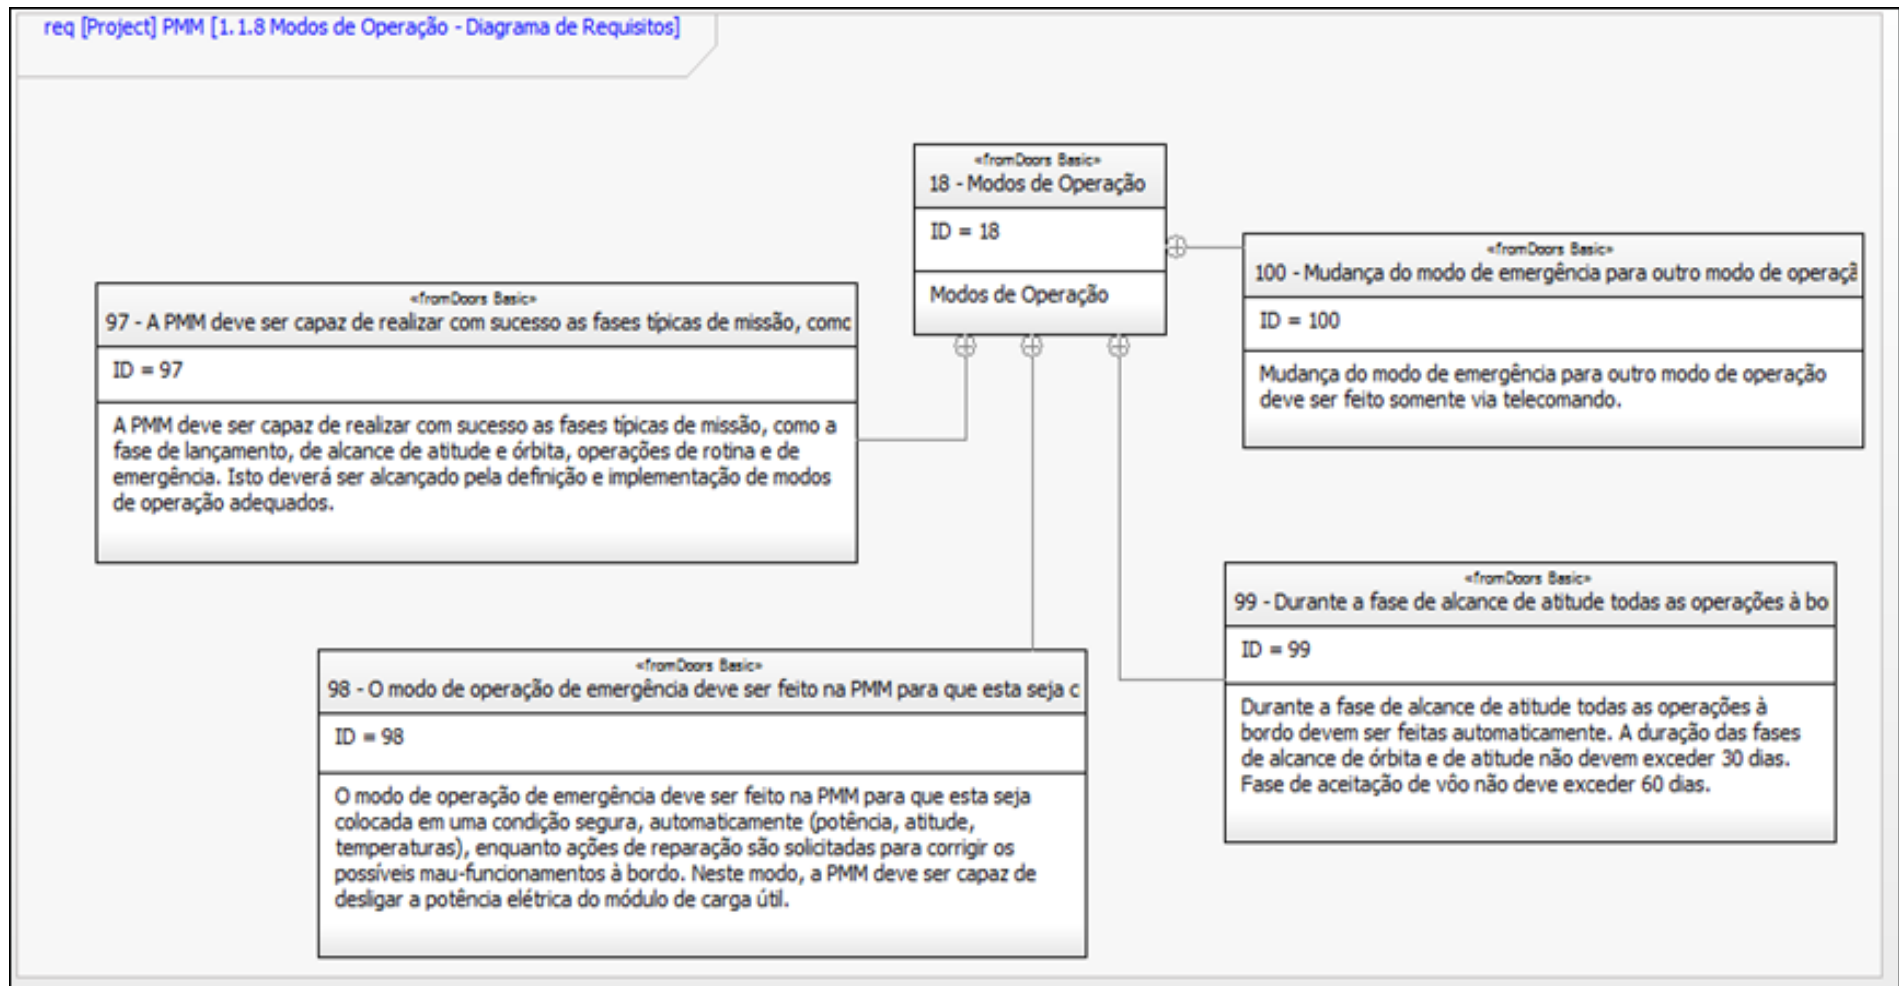 req [Project] PMM [1.1.8 Modos de Operação - Diagrama de Requisitos]
«fromDoors Basic»
18 - Modos de Operação
ID = 18
Modos de Operação
«fromDoors Basic»
100 - Mudança do modo de emergência para outro modo de operaçã
ID = 100
Mudança do modo de emergência para outro modo de operação
deve ser feito somente via telecomando.
«fromDoors Basic»
97 - A PMM deve ser capaz de realizar com sucesso as fases típicas de missão, como
ID = 97
A PMM deve ser capaz de realizar com sucesso as fases típicas de missão, como a
fase de lançamento, de alcance de atitude e órbita, operações de rotina e de
emergência. Isto deverá ser alcançado pela definição e implementação de modos
de operação adequados.
«fromDoors Basic»
99 - Durante a fase de alcance de atitude todas as operações à bo
ID = 99
Durante a fase de alcance de atitude todas as operações à
bordo devem ser feitas automaticamente. A duração das fases
de alcance de órbita e de atitude não devem exceder 30 dias.
Fase de aceitação de vôo não deve exceder 60 dias.
«fromDoors Basic»
98 - O modo de operação de emergência deve ser feito na PMM para que esta seja c
ID = 98
O modo de operação de emergência deve ser feito na PMM para que esta seja
colocada em uma condição segura, automaticamente (potência, atitude,
temperaturas), enquanto ações de reparação são solicitadas para corrigir os
possíveis mau-funcionamentos à bordo. Neste modo, a PMM deve ser capaz de
desligar a potência elétrica do módulo de carga útil.